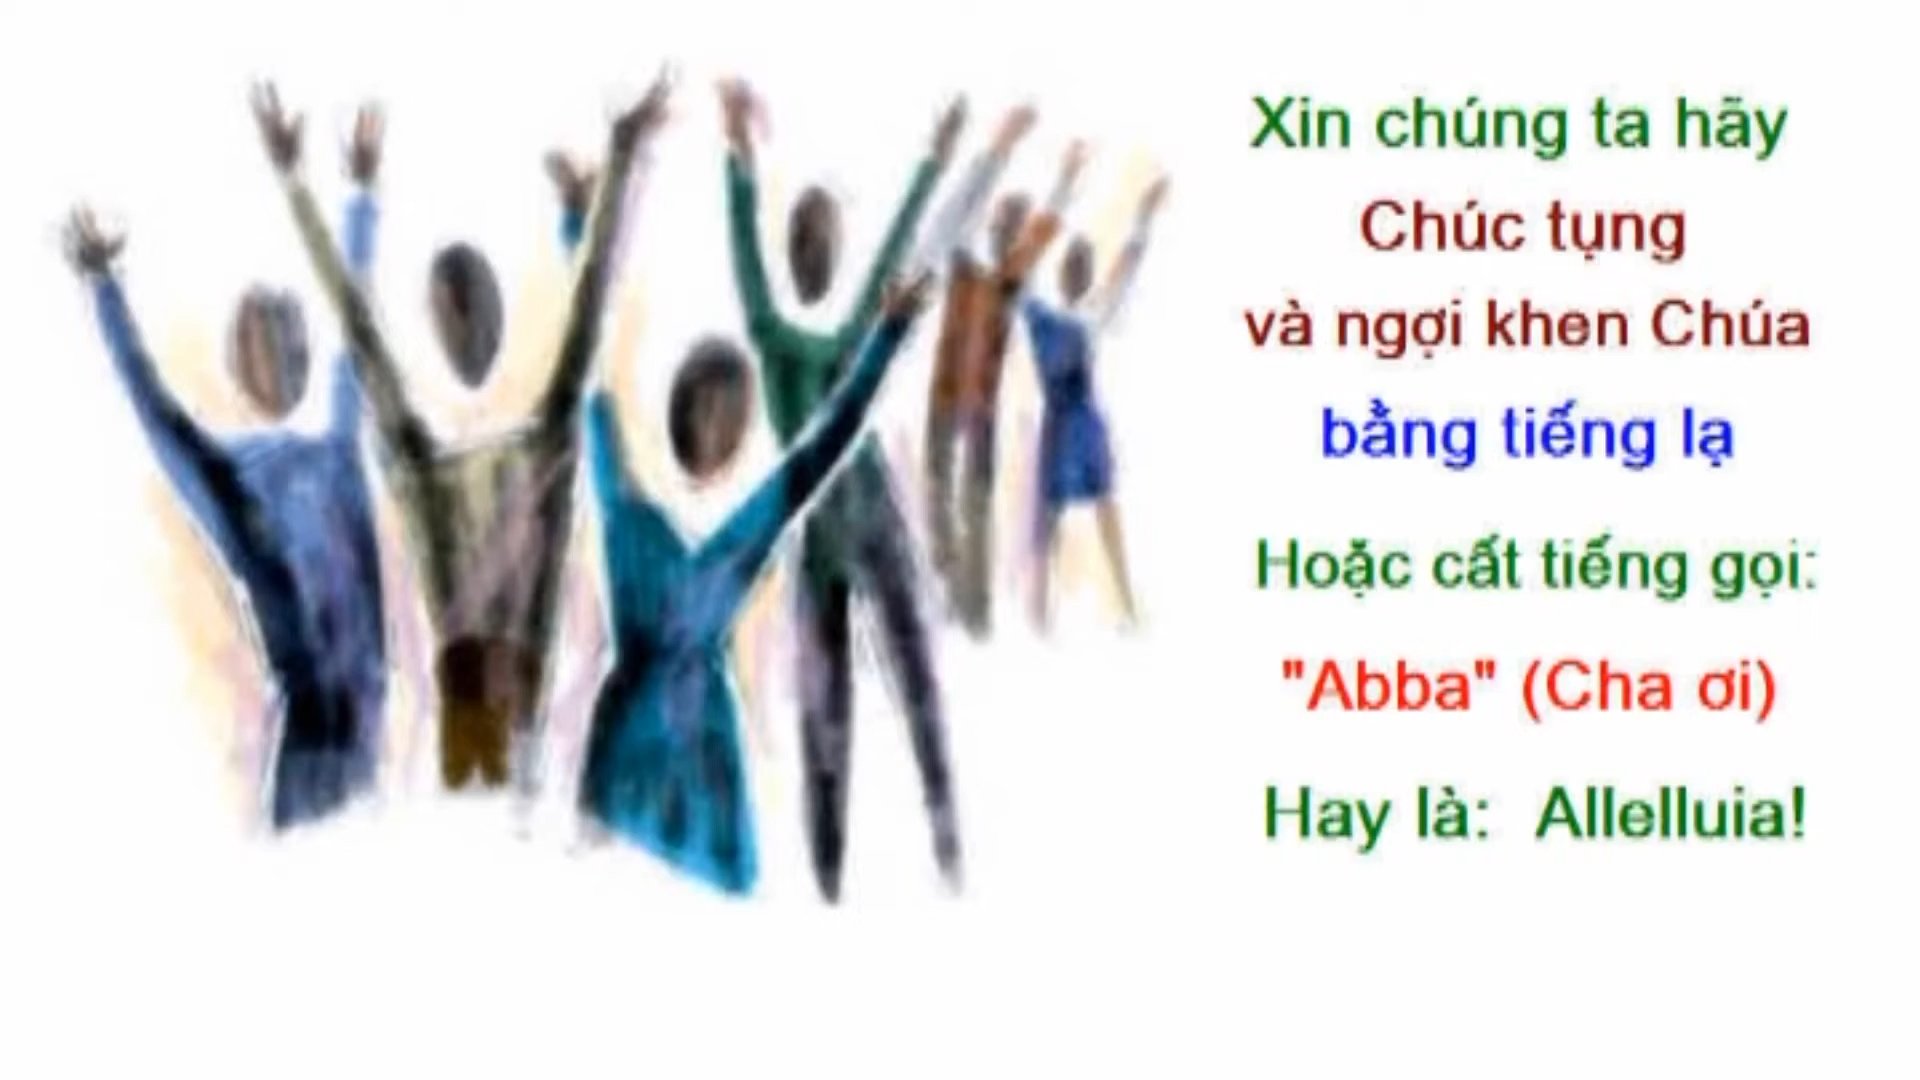 Xin chúng ta hãy
Chúc tụng
và ngợi khen Chúa
bằng tiếng lạ
Hoặc cất tiếng gọi:
"Abba" (Cha ơi)
Hay là: Allelluia!